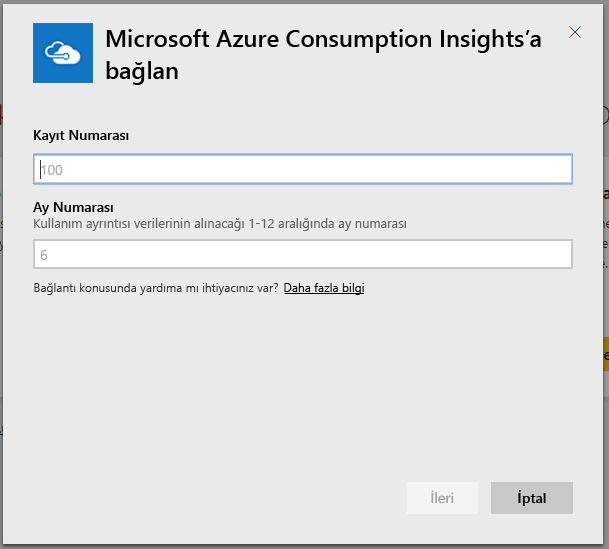 Microsoft Azure Consumption Insights’a
bağlan
Kayıt Numarası
100
Ay Numarası
Kullanım ayrıntısı verilerinin alınacağı 1-12 aralığında ay numarası
6
Bağlantı konusunda yardıma mı ihtiyacınız var? Daha fazla bilgi
İleri
İptal